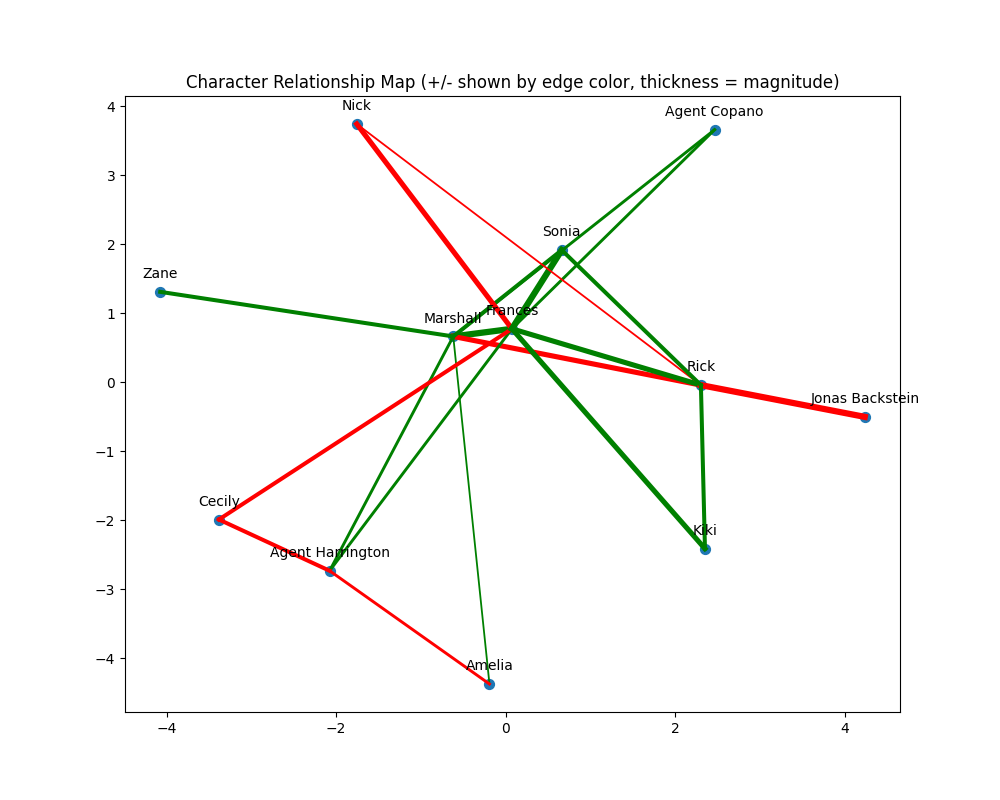 Character Relationship Map (+/- shown by edge color, thickness = magnitude)
4
3
2
1
0
−1
−2
−3
−4
Nick
Agent Copano
Sonia
Zane
Frances
Marshall
Rick
Jonas Backstein
Cecily
Kiki
Agent Harrington
Amelia
−4
−2
0
2
4